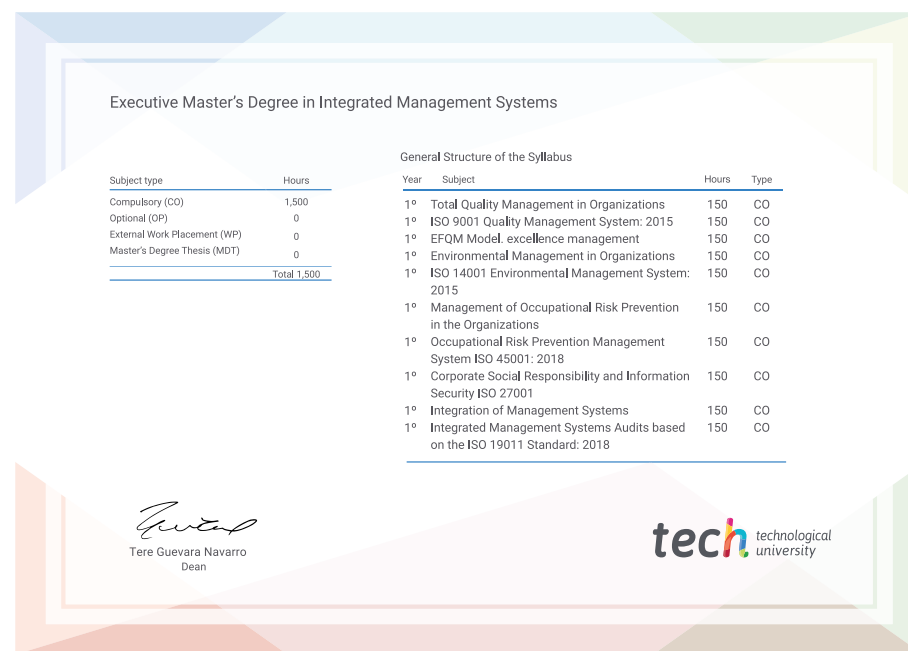 Executive Master's Degree in Integrated Management Systems
Subject type Hours
Compulsory (CO) 1,500
Optional (OP) 0
External Work Placement (WP) 0
Master's Degree Thesis (MDT) 0
Total 1,500
General Structure of the Syllabus
Year Subject Hours Type
1º Total Quality Management in Organizations 150 CO
1º ISO 9001 Quality Management System: 2015 150 CO
1º EFQM Model. excellence management 150 CO
1º Environmental Management in Organizations 150 CO
1º ISO 14001 Environmental Management System: 150 CO
2015
1º Management of Occupational Risk Prevention 150 CO
in the Organizations
1º Occupational Risk Prevention Management 150 CO
System ISO 45001: 2018
1º Corporate Social Responsibility and Information 150 CO
Security ISO 27001
1º Integration of Management Systems 150 CO
1º Integrated Management Systems Audits based 150 CO
on the ISO 19011 Standard: 2018
Tere Guevara Navarro
Dean
tech technological
university